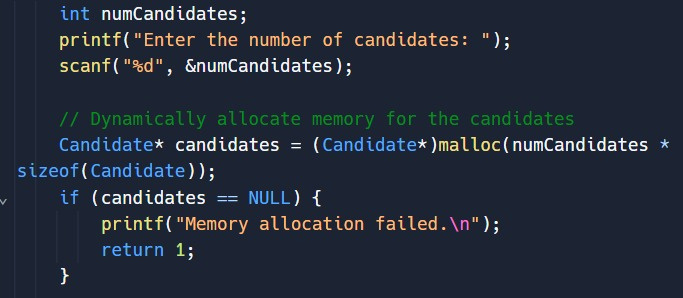 int numCandidates;
printf("Enter the number of candidates: ");
scanf("%d", &numCandidates);
// Dynamically allocate memory for the candidates
Candidate* candidates = (Candidate*)malloc(numCandidates *
sizeof(Candidate));
if (candidates == NULL) {
printf("Memory allocation failed.\n");
return 1;
}